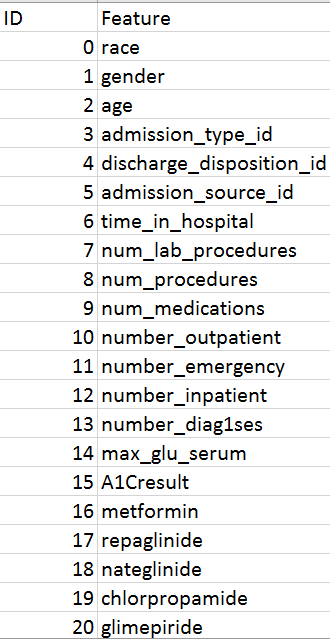 ID Feature
0 race
1 gender
2 age
3 admission_type_id
4 discharge_disposition_id
5 admission_source_id
6 time_in_hospital
7 num_lab_procedures
8 num_procedures
9 num_medications
10 number_outpatient
11 number_emergency
12 number_inpatient
13 number_diag1ses
14 max_glu_serum
15 A1Cresult
16 metformin
17 repaglinide
18 nateglinide
19 chlorpropamide
20 glimepiride